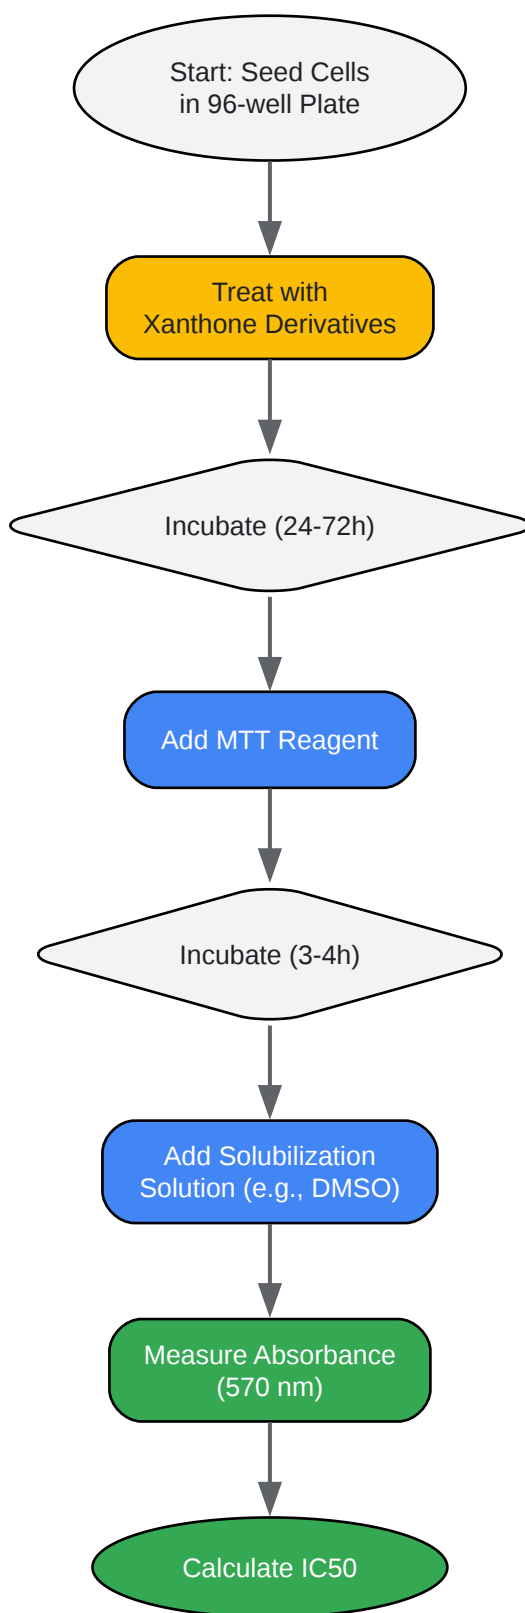 Start: Seed Cells
in 96-well Plate
Treat with
Xanthone Derivatives
Incubate (24-72h)
Add MTT Reagent
Incubate (3-4h)
Add Solubilization
Solution (e.g., DMSO)
Measure Absorbance
(570 nm)
Calculate IC50